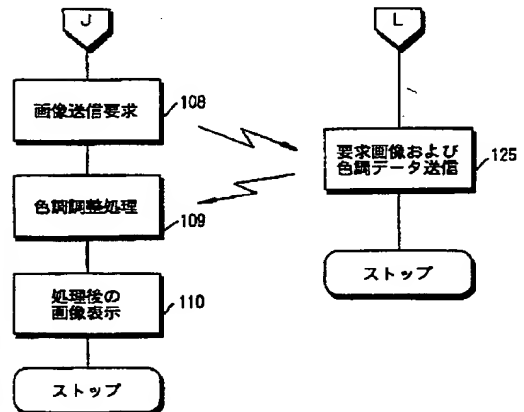 J
画像送信要求
108
色調調整処理
109
処理後の
画像表示
110
ストップ
L
要求画像および
色調データ送信
125
ストップ